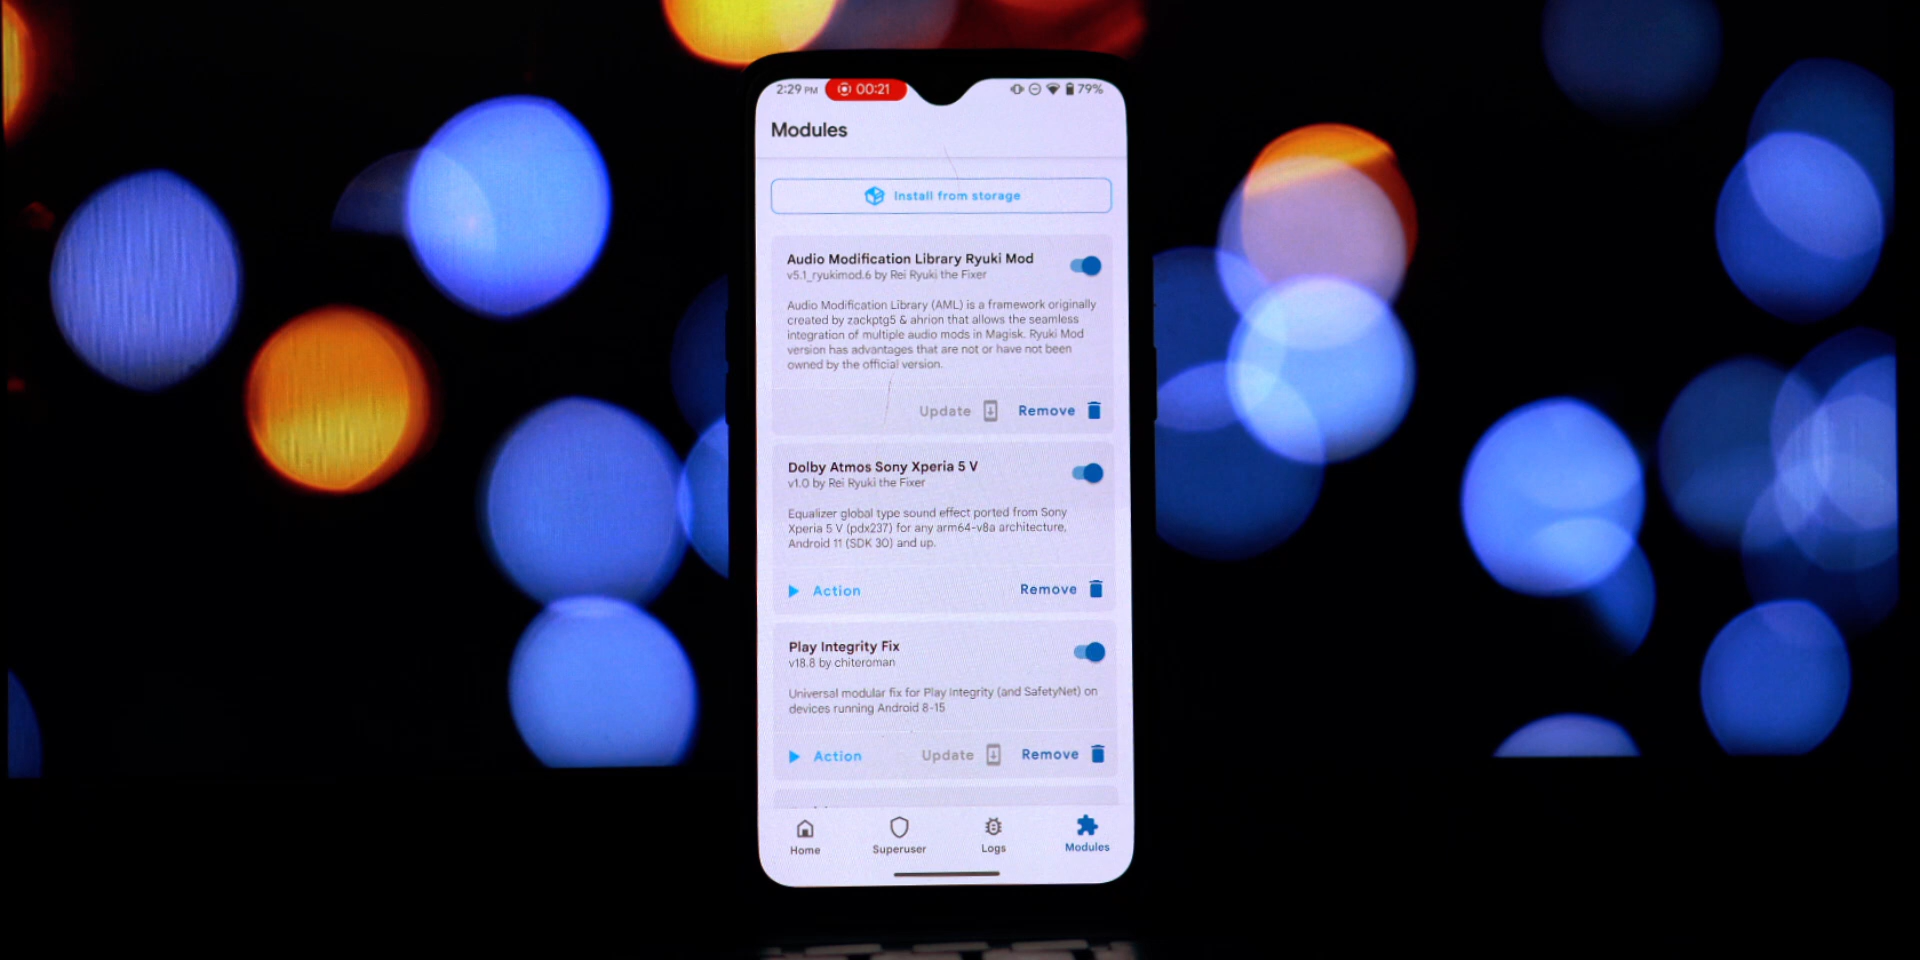 2:29 PM 00:21 79%
Modules
Install from storage
Audio Modification Library Ryuki Mod
v5.1_ryukimod.6 by Rei Ryuki the Fixer
Audio Modification Library (AML) is a framework originally
created by zackptg5 & ahrion that allows the seamless
integration of multiple audio mods in Magisk. Ryuki Mod
version has advantages that are not or have not been
owned by the official version.
Update Remove
Dolby Atmos Sony Xperia 5 V
v1.0 by Rei Ryuki the Fixer
Equalizer global type sound effect ported from Sony
Xperia 5 V (pdx237) for any arm64-v8a architecture,
Android 11 (SDK 30) and up.
Action Remove
Play Integrity Fix
v18.8 by chiteroman
Universal modular fix for Play Integrity (and SafetyNet) on
devices running Android 8-15
Action Update Remove
Home Superuser Logs Modules